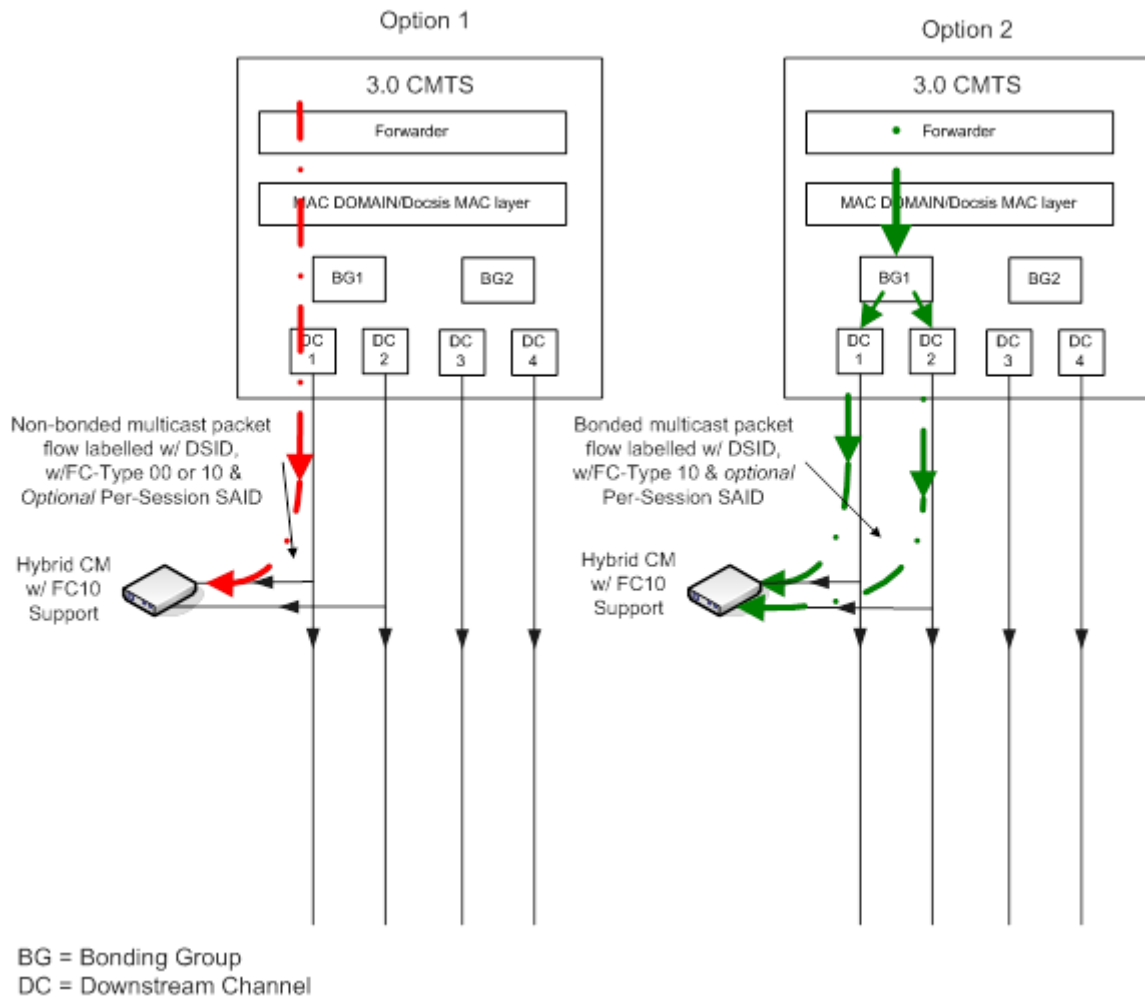 Option 1
3.0 CMTS
Forwarder
MAC DOMAIN/Docsis MAC layer
BG1
BG2
DC
1
DC
2
DC
3
DC
4
Non-bonded multicast packet
flow labelled w/ DSID,
w/FC-Type 00 or 10 &
Optional Per-Session SAID
Hybrid CM
w/ FC10
Support
Option 2
3.0 CMTS
Forwarder
MAC DOMAIN/Docsis MAC layer
BG1
BG2
DC
1
DC
2
DC
3
DC
4
Bonded multicast packet
flow labelled w/ DSID,
w/FC-Type 10 & optional
Per-Session SAID
Hybrid CM
w/ FC10
Support
BG = Bonding Group
DC = Downstream Channel